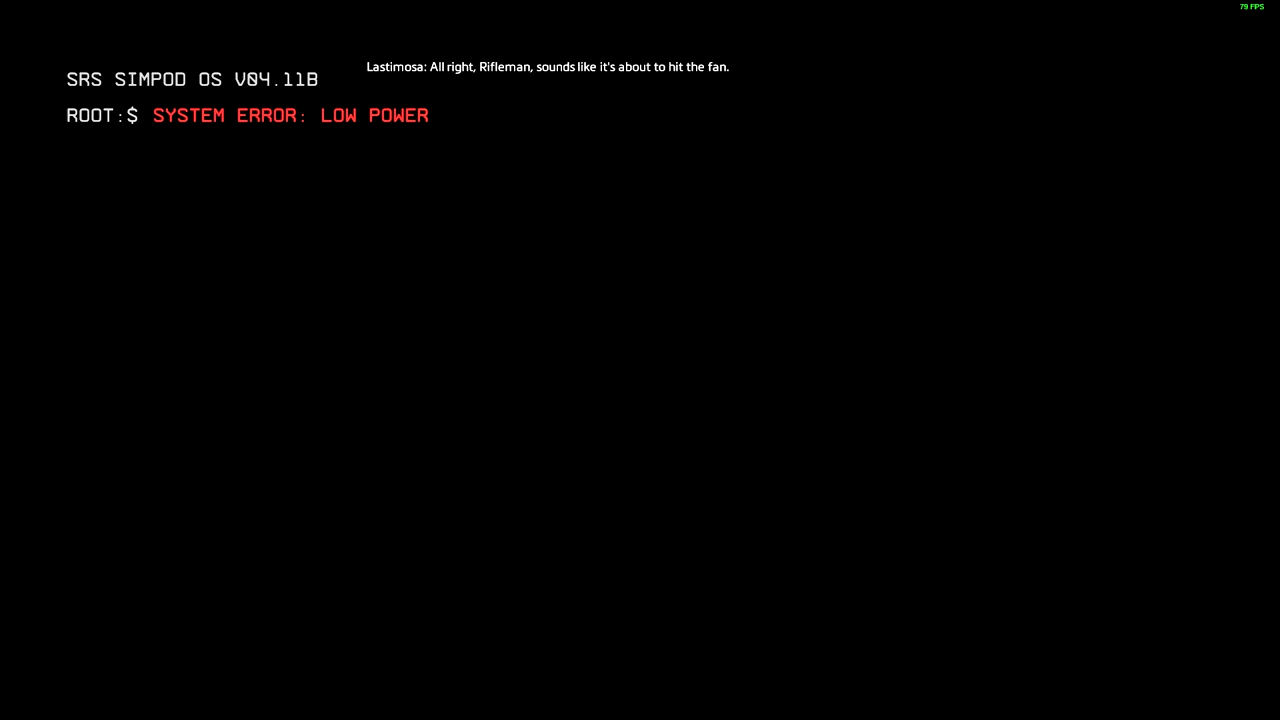 79 FPS
Lastimosa: All right, Rifleman, sounds like it's about to hit the fan.
SRS SIMPOD OS V04.11B
ROOT:$ SYSTEM ERROR: LOW POWER